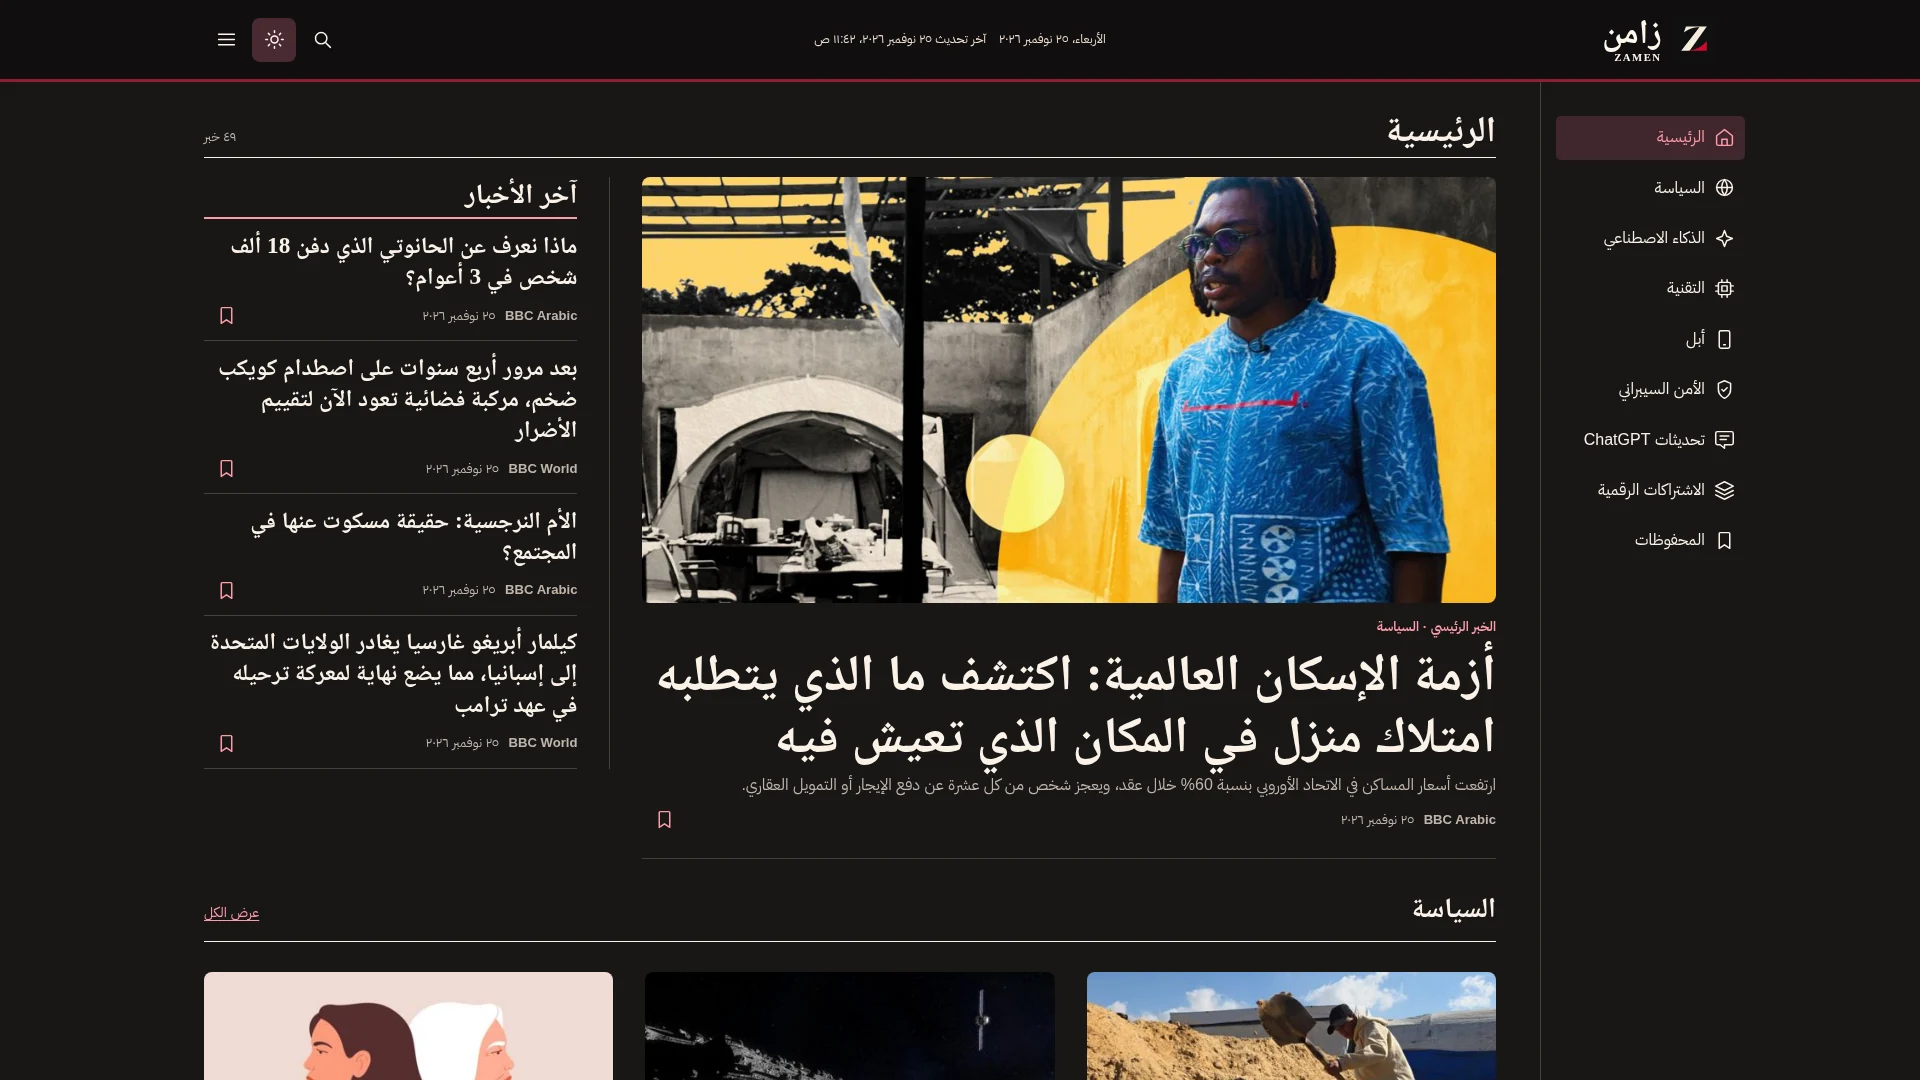 زامن
ZAMEN
الأربعاء، ٢٥ نوفمبر ٢٠٢٦
آخر تحديث ٢٥ نوفمبر ٢٠٢٦، ١١:٤٢ ص
الرئيسية
السياسة
الذكاء الاصطناعي
التقنية
أبل
الأمن السيبراني
تحديثات ChatGPT
الاشتراكات الرقمية
المحفوظات
الرئيسية
٤٩ خبر
الخبر الرئيسي · السياسة
أزمة الإسكان العالمية: اكتشف ما الذي يتطلبه
امتلاك منزل في المكان الذي تعيش فيه
ارتفعت أسعار المساكن في الاتحاد الأوروبي بنسبة 60% خلال عقد، ويعجز شخص من كل عشرة عن دفع الإيجار أو التمويل العقاري.
BBC Arabic ٢٥ نوفمبر ٢٠٢٦
آخر الأخبار
ماذا نعرف عن الحانوتي الذي دفن 18 ألف
شخص في 3 أعوام؟
BBC Arabic ٢٥ نوفمبر ٢٠٢٦
بعد مرور أربع سنوات على اصطدام كويكب
ضخم، مركبة فضائية تعود الآن لتقييم
الأضرار
BBC World ٢٥ نوفمبر ٢٠٢٦
الأم النرجسية: حقيقة مسكوت عنها في
المجتمع؟
BBC Arabic ٢٥ نوفمبر ٢٠٢٦
كيلمار أبريغو غارسيا يغادر الولايات المتحدة
إلى إسبانيا، مما يضع نهاية لمعركة ترحيله
في عهد ترامب
BBC World ٢٥ نوفمبر ٢٠٢٦
السياسة
عرض الكل